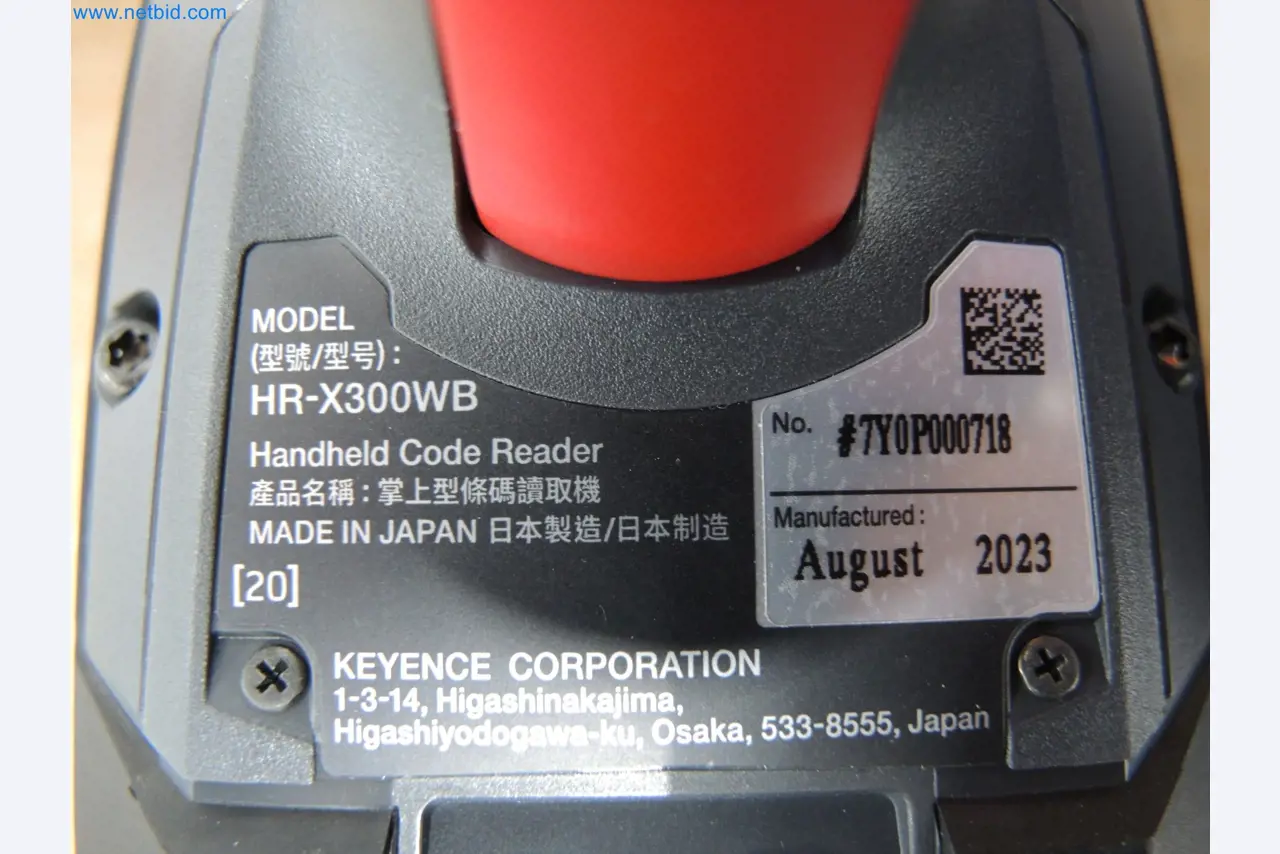 www.netbid.com
MODEL
(型號/型号) :
HR-X300WB
Handheld Code Reader
產品名稱 : 掌上型條碼讀取機
MADE IN JAPAN 日本製造/日本制造
[20]
No. #7Y0P000718
Manufactured :
August 2023
KEYENCE CORPORATION
1-3-14, Higashinakajima,
Higashiyodogawa-ku, Osaka, 533-8555, Japan